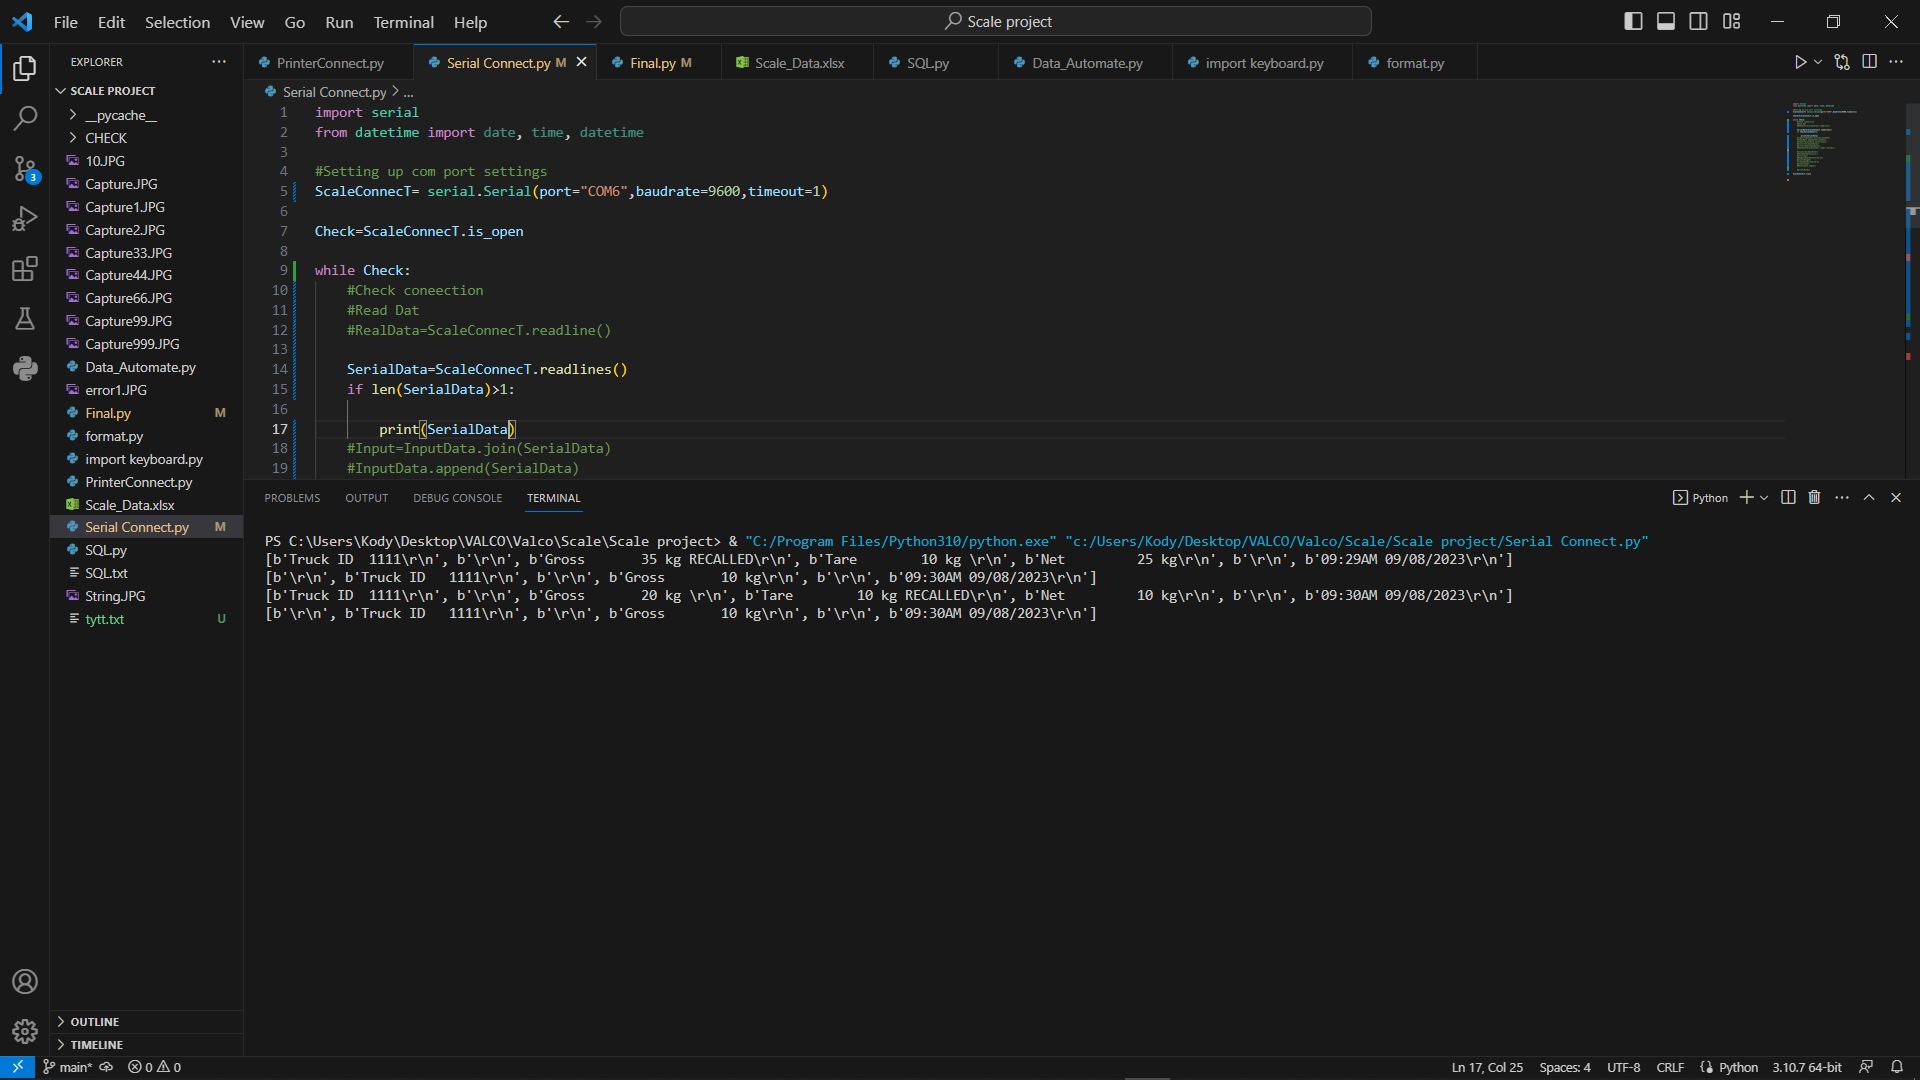 File Edit Selection View Go Run Terminal Help
Scale project
EXPLORER
SCALE PROJECT
__pycache__
CHECK
10.JPG
Capture.JPG
Capture1.JPG
Capture2.JPG
Capture33.JPG
Capture44.JPG
Capture66.JPG
Capture99.JPG
Capture999.JPG
Data_Automate.py
error1.JPG
Final.py M
format.py
import keyboard.py
PrinterConnect.py
Scale_Data.xlsx
Serial Connect.py M
SQL.py
SQL.txt
String.JPG
tytt.txt U
OUTLINE
TIMELINE
PrinterConnect.py Serial Connect.py M Final.py M Scale_Data.xlsx SQL.py Data_Automate.py import keyboard.py format.py
Serial Connect.py > ...
1 import serial
2 from datetime import date, time, datetime
3
4 #Setting up com port settings
5 ScaleConnecT= serial.Serial(port="COM6",baudrate=9600,timeout=1)
6
7 Check=ScaleConnecT.is_open
8
9 while Check:
10 #Check coneection
11 #Read Dat
12 #RealData=ScaleConnecT.readline()
13
14 SerialData=ScaleConnecT.readlines()
15 if len(SerialData)>1:
16
17 print(SerialData)
18 #Input=InputData.join(SerialData)
19 #InputData.append(SerialData)
PROBLEMS OUTPUT DEBUG CONSOLE TERMINAL
Python
PS C:\Users\Kody\Desktop\VALCO\Valco\Scale\Scale project> & "C:/Program Files/Python310/python.exe" "c:/Users/Kody/Desktop/VALCO/Valco/Scale/Scale project/Serial Connect.py"
[b'Truck ID  1111\r\n', b'\r\n', b'Gross       35 kg RECALLED\r\n', b'Tare        10 kg \r\n', b'Net         25 kg\r\n', b'\r\n', b'09:29AM 09/08/2023\r\n']
[b'\r\n', b'Truck ID   1111\r\n', b'\r\n', b'Gross       10 kg\r\n', b'\r\n', b'09:30AM 09/08/2023\r\n']
[b'Truck ID  1111\r\n', b'\r\n', b'Gross       20 kg \r\n', b'Tare        10 kg RECALLED\r\n', b'Net         10 kg\r\n', b'\r\n', b'09:30AM 09/08/2023\r\n']
[b'\r\n', b'Truck ID   1111\r\n', b'\r\n', b'Gross       10 kg\r\n', b'\r\n', b'09:30AM 09/08/2023\r\n']
3
main* 0 0
Ln 17, Col 25 Spaces: 4 UTF-8 CRLF Python 3.10.7 64-bit